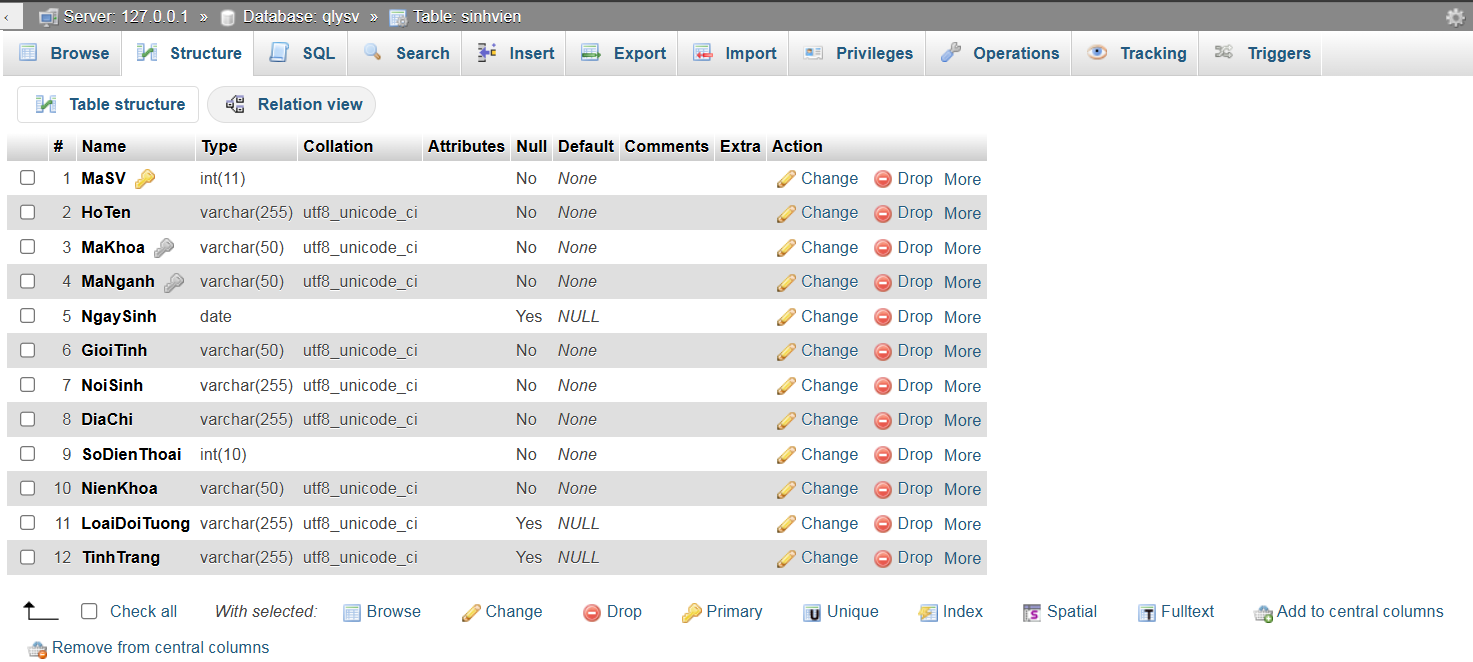 Server: 127.0.0.1 » Database: qlysv » Table: sinhvien
Browse Structure SQL Search Insert Export Import Privileges Operations Tracking Triggers
Table structure Relation view
# Name Type Collation Attributes Null Default Comments Extra Action
1 MaSV int(11) No None Change Drop More
2 HoTen varchar(255) utf8_unicode_ci No None Change Drop More
3 MaKhoa varchar(50) utf8_unicode_ci No None Change Drop More
4 MaNganh varchar(50) utf8_unicode_ci No None Change Drop More
5 NgaySinh date Yes NULL Change Drop More
6 GioiTinh varchar(50) utf8_unicode_ci No None Change Drop More
7 NoiSinh varchar(255) utf8_unicode_ci No None Change Drop More
8 DiaChi varchar(255) utf8_unicode_ci No None Change Drop More
9 SoDienThoai int(10) No None Change Drop More
10 NienKhoa varchar(50) utf8_unicode_ci No None Change Drop More
11 LoaiDoiTuong varchar(255) utf8_unicode_ci Yes NULL Change Drop More
12 TinhTrang varchar(255) utf8_unicode_ci Yes NULL Change Drop More
Check all With selected: Browse Change Drop Primary Unique Index Spatial Fulltext Add to central columns
Remove from central columns